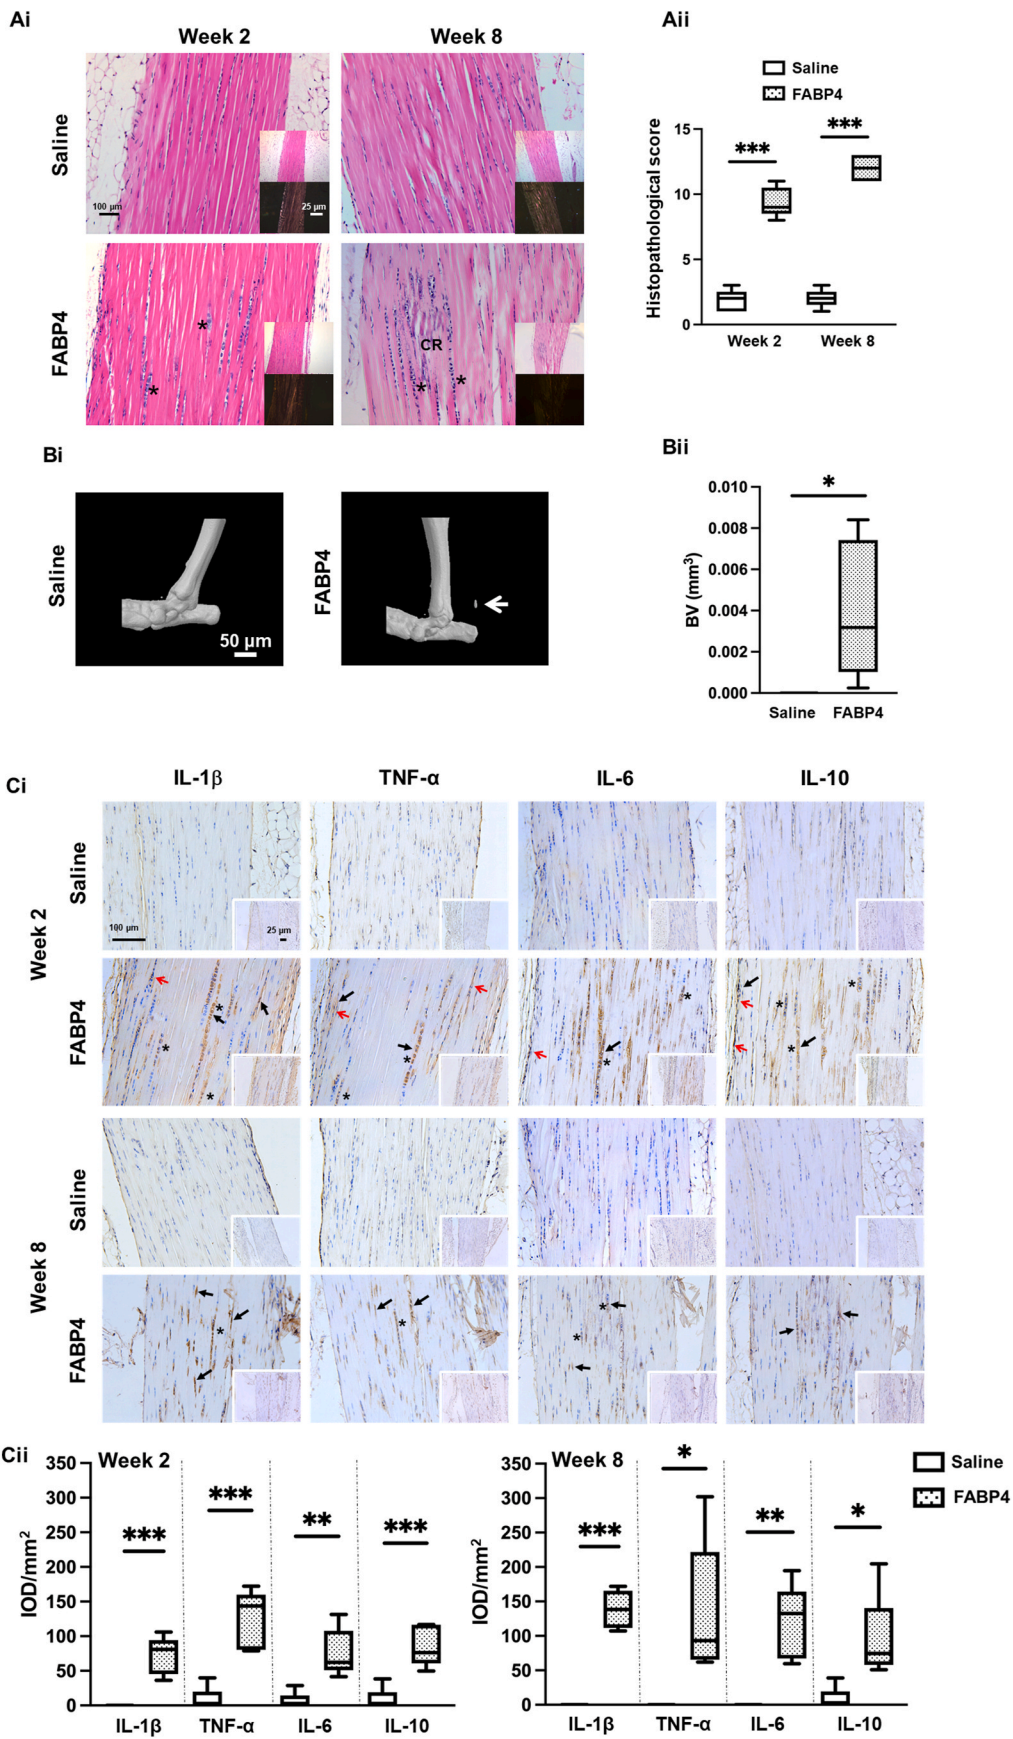 Ai
Aii
Week 2
Week 8
Saline
FABP4
Saline
100 µm
25 µm
Histopathological score
15
***
***
10
5
0
Week 2
Week 8
FABP4
*
*
CR
*
*
Bi
Bii
Saline
50 µm
FABP4
BV (mm³)
0.010
*
0.008
0.006
0.004
0.002
0.000
Saline
FABP4
Ci
IL-1β
TNF-α
IL-6
IL-10
Week 2
Saline
100 µm
25 µm
FABP4
*
*
*
*
*
*
*
*
*
*
Week 8
Saline
FABP4
*
*
*
*
Cii
Week 2
IOD/mm²
350
300
250
200
150
100
50
0
***
***
**
***
IL-1β
TNF-α
IL-6
IL-10
Week 8
IOD/mm²
350
300
250
200
150
100
50
0
***
*
**
*
IL-1β
TNF-α
IL-6
IL-10
Saline
FABP4